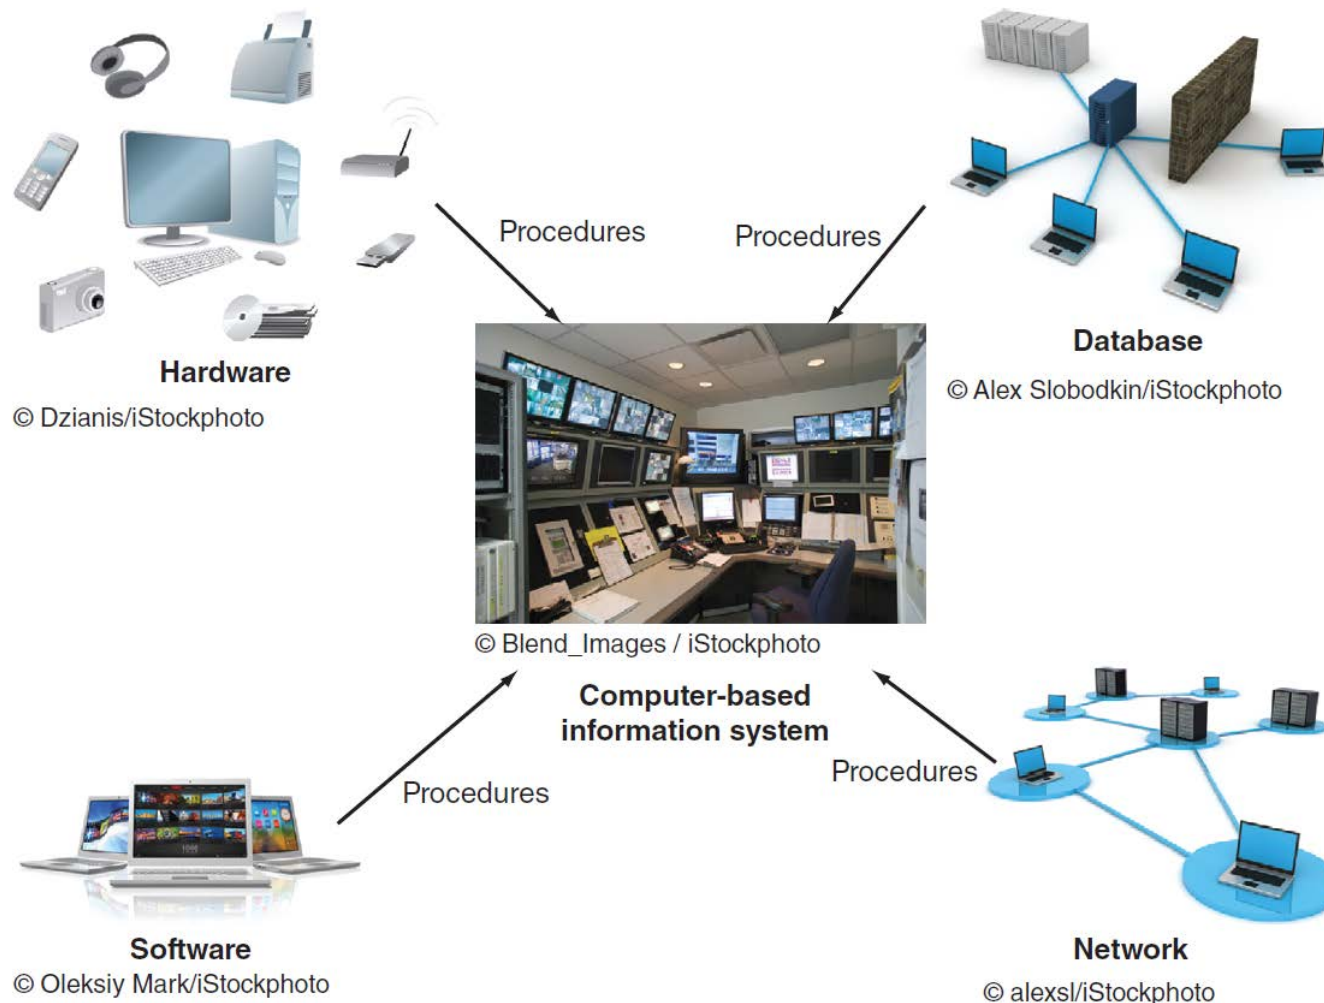 Procedures
Procedures
Hardware
© Dzianis/iStockphoto
Database
© Alex Slobodkin/iStockphoto
© Blend_Images / iStockphoto
Computer-based
information system
Procedures
Procedures
Software
© Oleksiy Mark/iStockphoto
Network
© alexsl/iStockphoto